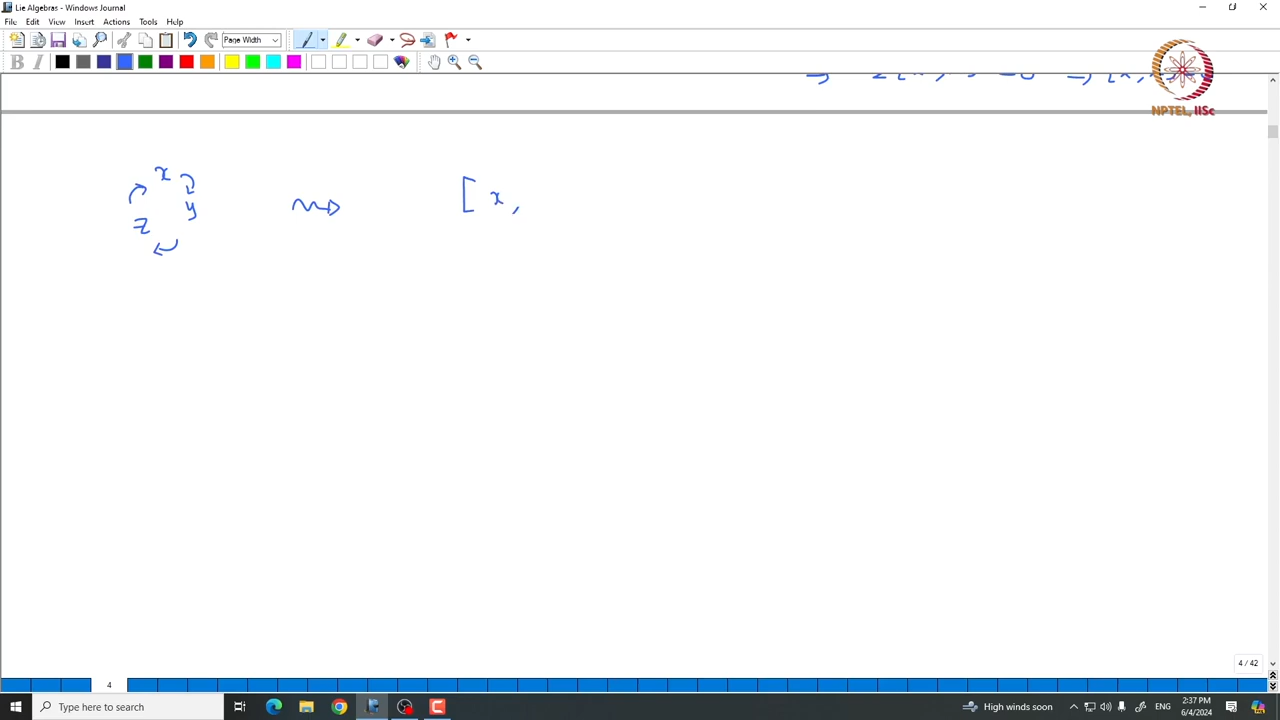 Lie Algebras - Windows Journal
File Edit View Insert Actions Tools Help
Page Width
B I
NPTEL, IISc
x
y
z
[ x ,
4 / 42
4
Type here to search
High winds soon
ENG
2:37 PM
6/4/2024